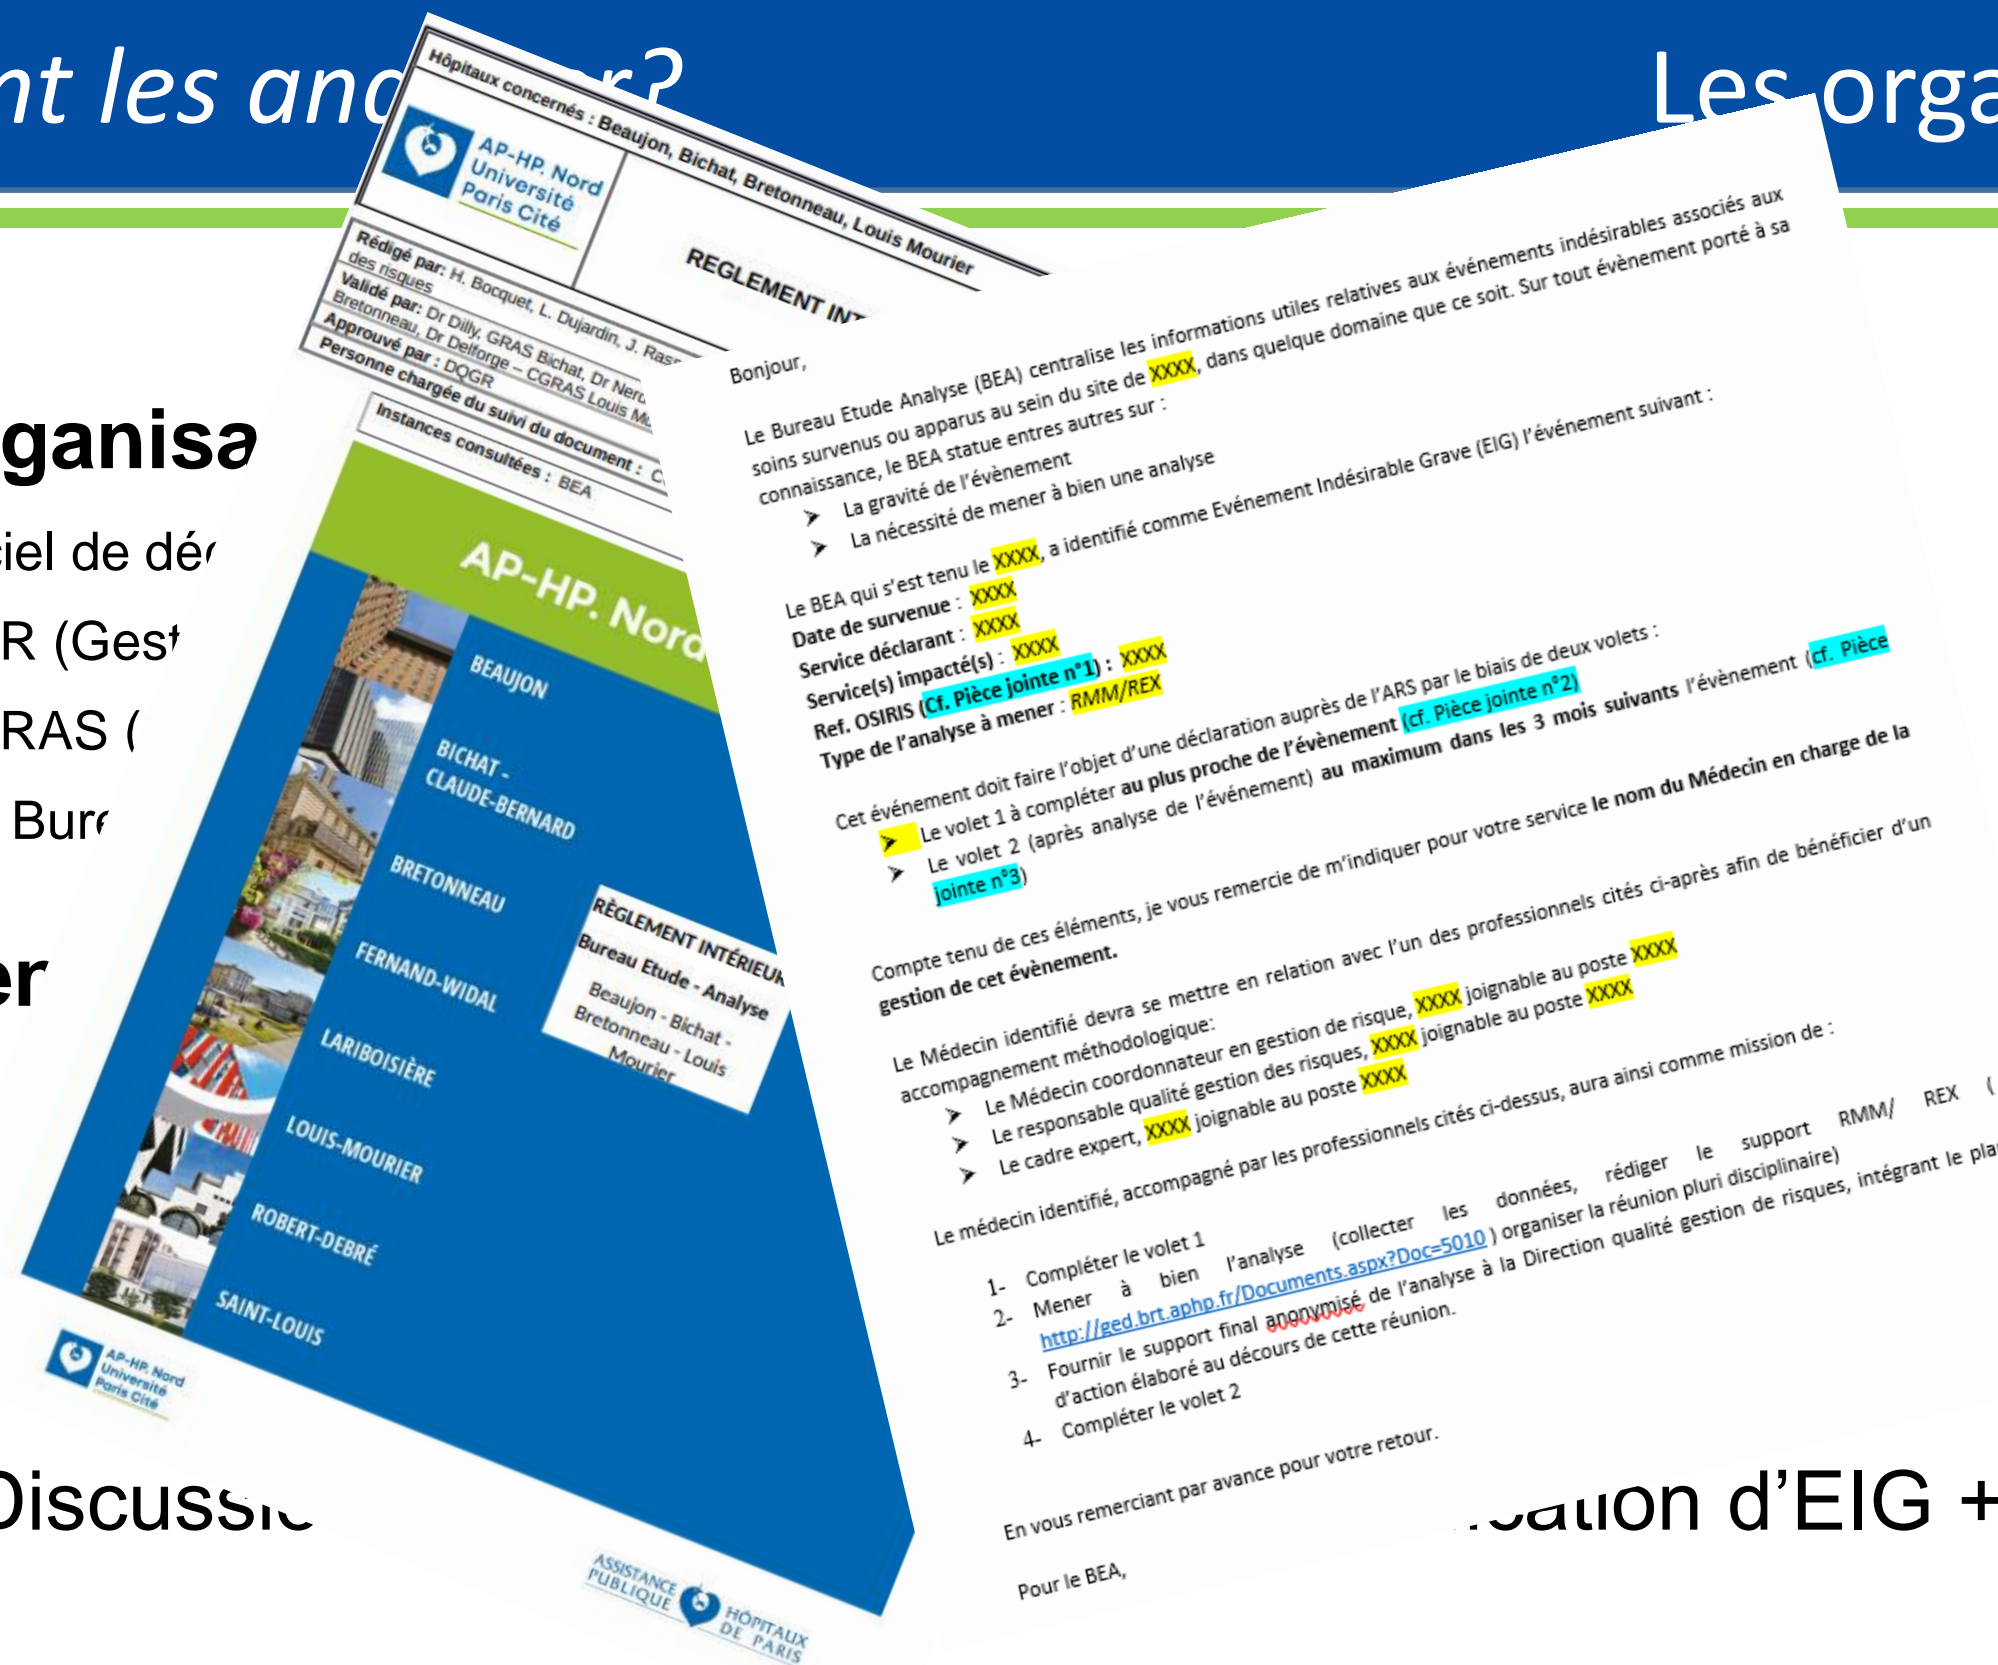 nt les ana
r?
Les orga
ganisa
ciel de déc
R (Gest
RAS (
Bure
er
Discussio
cation d'EIG +
Hôpitaux concernés : Beaujon, Bichat, Bretonneau, Louis Mourier
AP-HP. Nord
Université
Paris Cité
REGLEMENT INT
Rédigé par: H. Bocquet, L. Dujardin, J. Rass
des risques
Validé par: Dr Dilly, GRAS Bichat, Dr Nerc
Bretonneau, Dr Delforge – CGRAS Louis Mo
Approuvé par : DQGR
Personne chargée du suivi du document : C
Instances consultées : BEA
AP-HP. Nord
BEAUJON
BICHAT -
CLAUDE-BERNARD
BRETONNEAU
FERNAND-WIDAL
LARIBOISIÈRE
LOUIS-MOURIER
ROBERT-DEBRÉ
SAINT-LOUIS
RÈGLEMENT INTÉRIEUR
Bureau Etude - Analyse
Beaujon - Bichat -
Bretonneau - Louis
Mourier
AP-HP. Nord
Université
Paris Cité
ASSISTANCE
PUBLIQUE
HÔPITAUX
DE PARIS
Bonjour,
Le Bureau Etude Analyse (BEA) centralise les informations utiles relatives aux événements indésirables associés aux
soins survenus ou apparus au sein du site de XXXX, dans quelque domaine que ce soit. Sur tout évènement porté à sa
connaissance, le BEA statue entres autres sur :
➢ La gravité de l'évènement
➢ La nécessité de mener à bien une analyse
Le BEA qui s'est tenu le XXXX, a identifié comme Evénement Indésirable Grave (EIG) l'événement suivant :
Date de survenue : XXXX
Service déclarant : XXXX
Service(s) impacté(s) : XXXX
Ref. OSIRIS (Cf. Pièce jointe n°1) : XXXX
Type de l'analyse à mener : RMM/REX
Cet événement doit faire l'objet d'une déclaration auprès de l'ARS par le biais de deux volets :
➢ Le volet 1 à compléter au plus proche de l'évènement (cf. Pièce jointe n°2)
➢ Le volet 2 (après analyse de l'événement) au maximum dans les 3 mois suivants l'évènement (cf. Pièce
jointe n°3)
Compte tenu de ces éléments, je vous remercie de m'indiquer pour votre service le nom du Médecin en charge de la
gestion de cet évènement.
Le Médecin identifié devra se mettre en relation avec l'un des professionnels cités ci-après afin de bénéficier d'un
accompagnement méthodologique:
➢ Le Médecin coordonnateur en gestion de risque, XXXX joignable au poste XXXX
➢ Le responsable qualité gestion des risques, XXXX joignable au poste XXXX
➢ Le cadre expert, XXXX joignable au poste XXXX
Le médecin identifié, accompagné par les professionnels cités ci-dessus, aura ainsi comme mission de :
1- Compléter le volet 1
2- Mener à bien l'analyse (collecter les données, rédiger le support RMM/ REX (
http://ged.brt.aphp.fr/Documents.aspx?Doc=5010 ) organiser la réunion pluri disciplinaire)
3- Fournir le support final anonymisé de l'analyse à la Direction qualité gestion de risques, intégrant le plan
d'action élaboré au décours de cette réunion.
4- Compléter le volet 2
En vous remerciant par avance pour votre retour.
Pour le BEA,